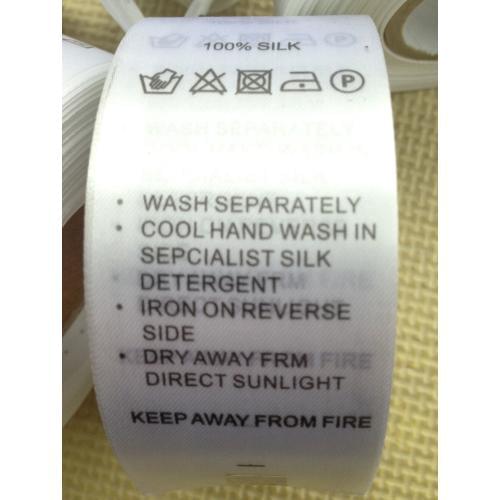 100% SILK
P
• WASH SEPARATELY
• COOL HAND WASH IN
SEPCIALIST SILK
DETERGENT
• IRON ON REVERSE
SIDE
• DRY AWAY FRM
DIRECT SUNLIGHT
KEEP AWAY FROM FIRE